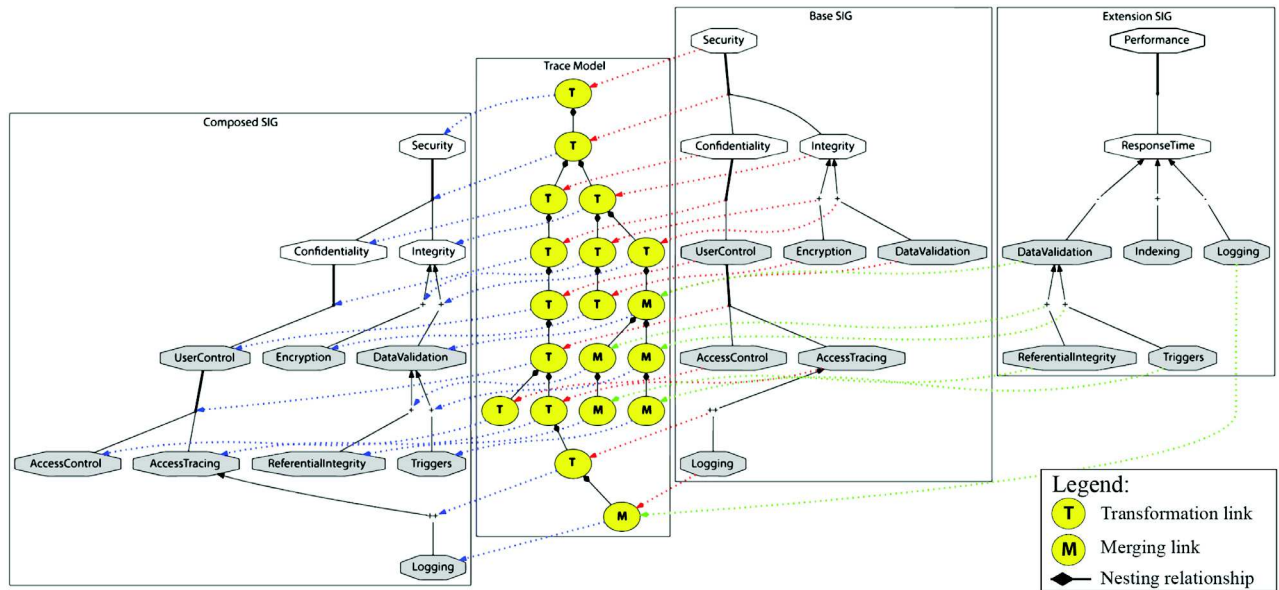 Base SIG
Extension SIG
Security
Performance
Trace Model
T
Composed SIG
Security
T
Confidentiality
Integrity
ResponseTime
T
T
+
+
-
+
-
Confidentiality
Integrity
T
T
T
UserControl
Encryption
DataValidation
DataValidation
Indexing
Logging
+
+
T
T
M
+
+
UserControl
Encryption
DataValidation
T
M
M
AccessControl
AccessTracing
ReferentialIntegrity
Triggers
+
+
T
T
M
M
++
AccessControl
AccessTracing
ReferentialIntegrity
Triggers
T
Logging
++
M
Logging
Legend:
T Transformation link
M Merging link
Nesting relationship